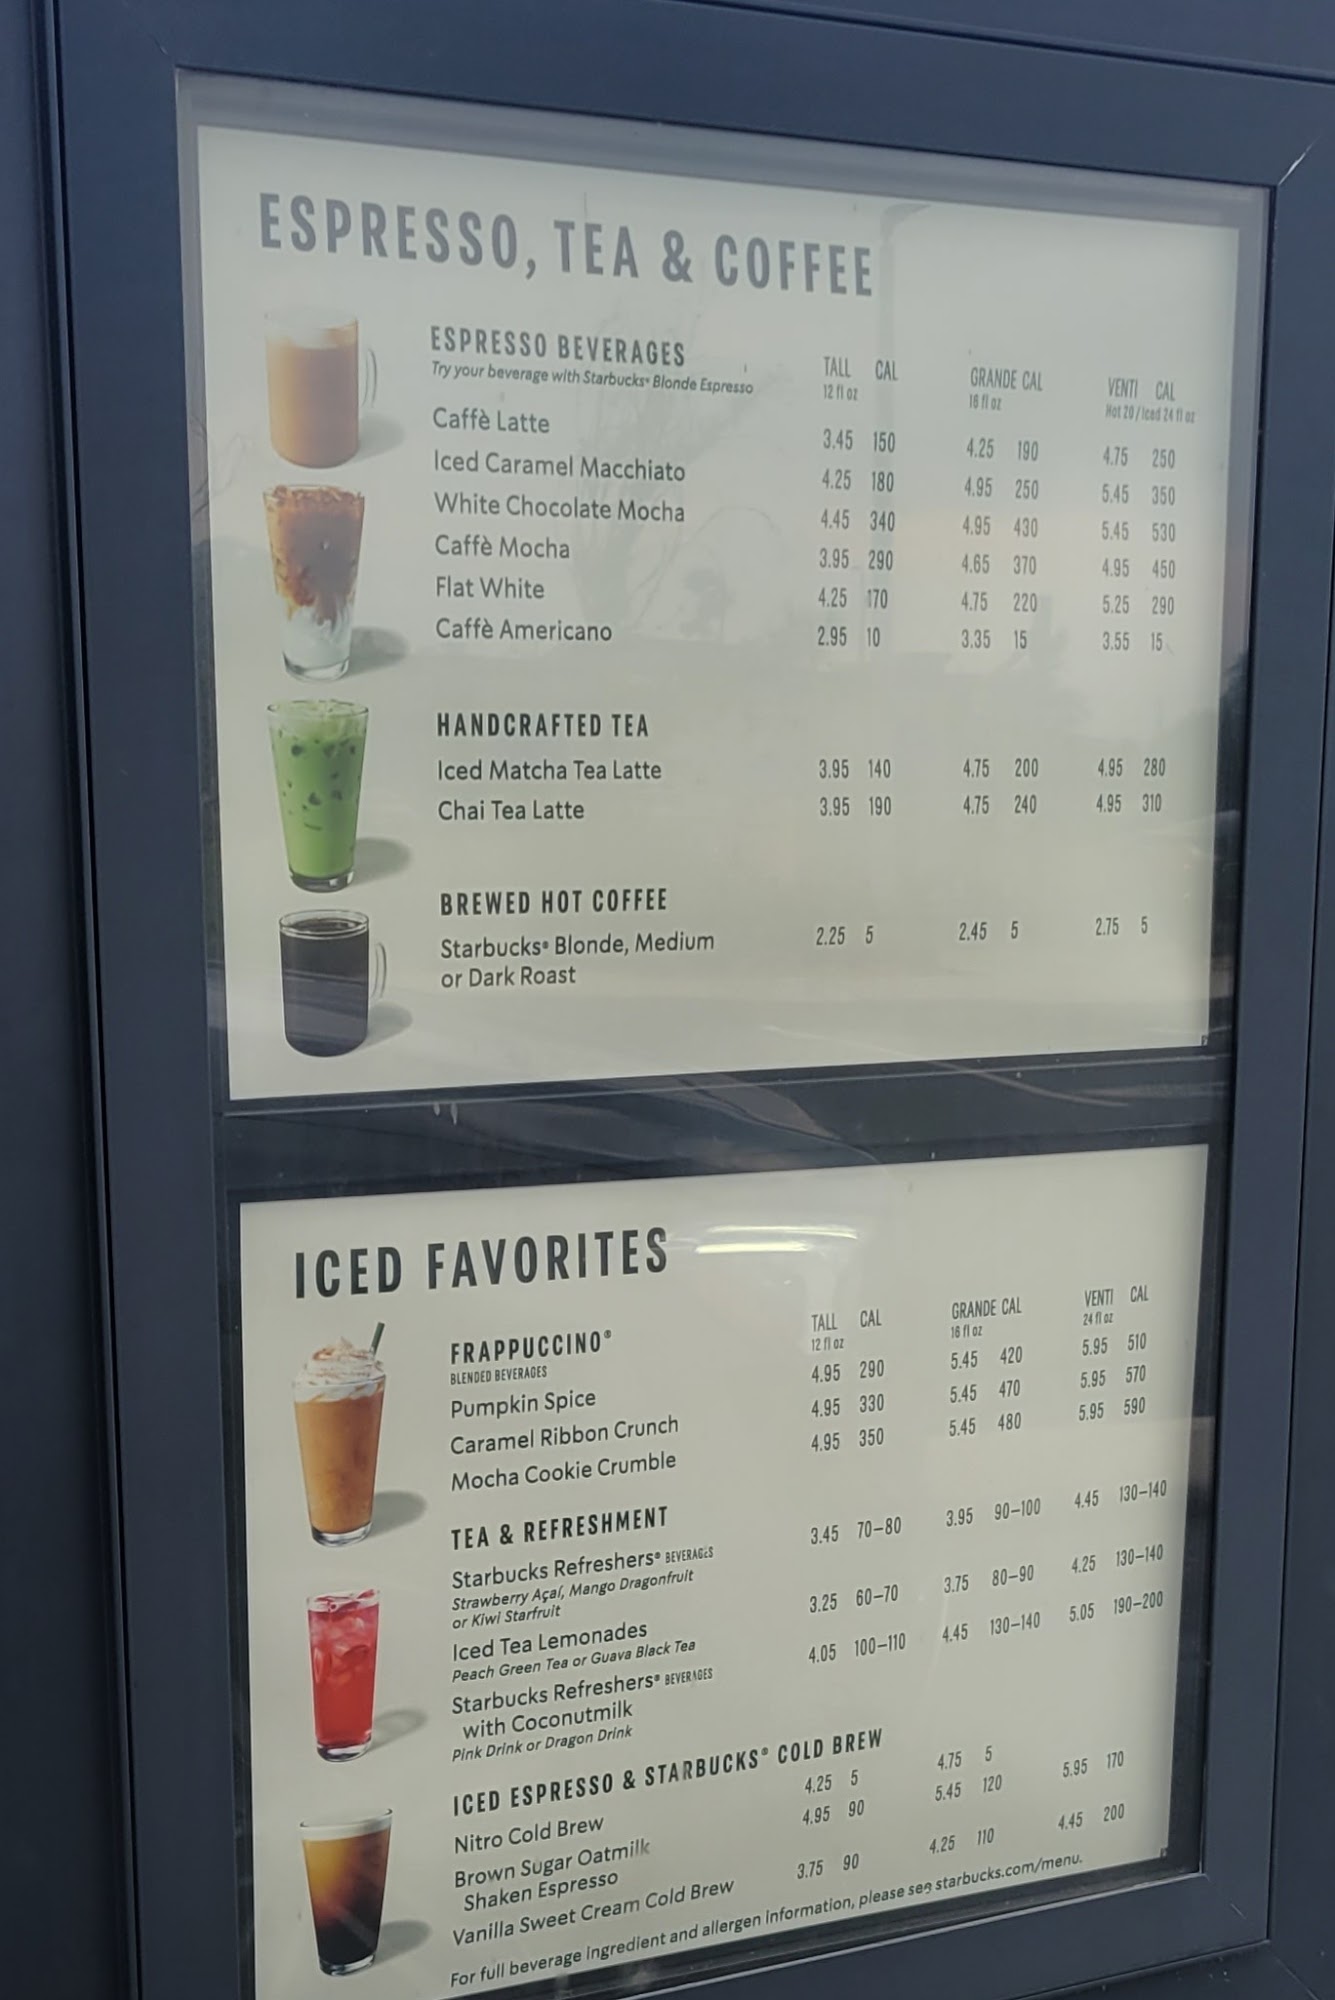 ESPRESSO, TEA & COFFEE
ESPRESSO BEVERAGES
Try your beverage with Starbucks® Blonde Espresso
TALL CAL GRANDE CAL VENTI CAL
12 fl oz 16 fl oz Hot 20 / Iced 24 fl oz
Caffè Latte 3.45 150 4.25 190 4.75 250
Iced Caramel Macchiato 4.25 180 4.95 250 5.45 350
White Chocolate Mocha 4.45 340 4.95 430 5.45 530
Caffè Mocha 3.95 290 4.65 370 4.95 450
Flat White 4.25 170 4.75 220 5.25 290
Caffè Americano 2.95 10 3.35 15 3.55 15
HANDCRAFTED TEA
Iced Matcha Tea Latte 3.95 140 4.75 200 4.95 280
Chai Tea Latte 3.95 190 4.75 240 4.95 310
BREWED HOT COFFEE
Starbucks® Blonde, Medium 2.25 5 2.45 5 2.75 5
or Dark Roast
ICED FAVORITES
TALL CAL GRANDE CAL VENTI CAL
12 fl oz 16 fl oz 24 fl oz
FRAPPUCCINO®
BLENDED BEVERAGES
Pumpkin Spice 4.95 290 5.45 420 5.95 510
Caramel Ribbon Crunch 4.95 330 5.45 470 5.95 570
Mocha Cookie Crumble 4.95 350 5.45 480 5.95 590
TEA & REFRESHMENT
Starbucks Refreshers® BEVERAGES 3.45 70–80 3.95 90–100 4.45 130–140
Strawberry Açaí, Mango Dragonfruit
or Kiwi Starfruit
Iced Tea Lemonades 3.25 60–70 3.75 80–90 4.25 130–140
Peach Green Tea or Guava Black Tea
Starbucks Refreshers® BEVERAGES 4.05 100–110 4.45 130–140 5.05 190–200
with Coconutmilk
Pink Drink or Dragon Drink
ICED ESPRESSO & STARBUCKS® COLD BREW
Nitro Cold Brew 4.25 5 4.75 5
Brown Sugar Oatmilk 4.95 90 5.45 120 5.95 170
Shaken Espresso
Vanilla Sweet Cream Cold Brew 3.75 90 4.25 110 4.45 200
For full beverage ingredient and allergen information, please see starbucks.com/menu.